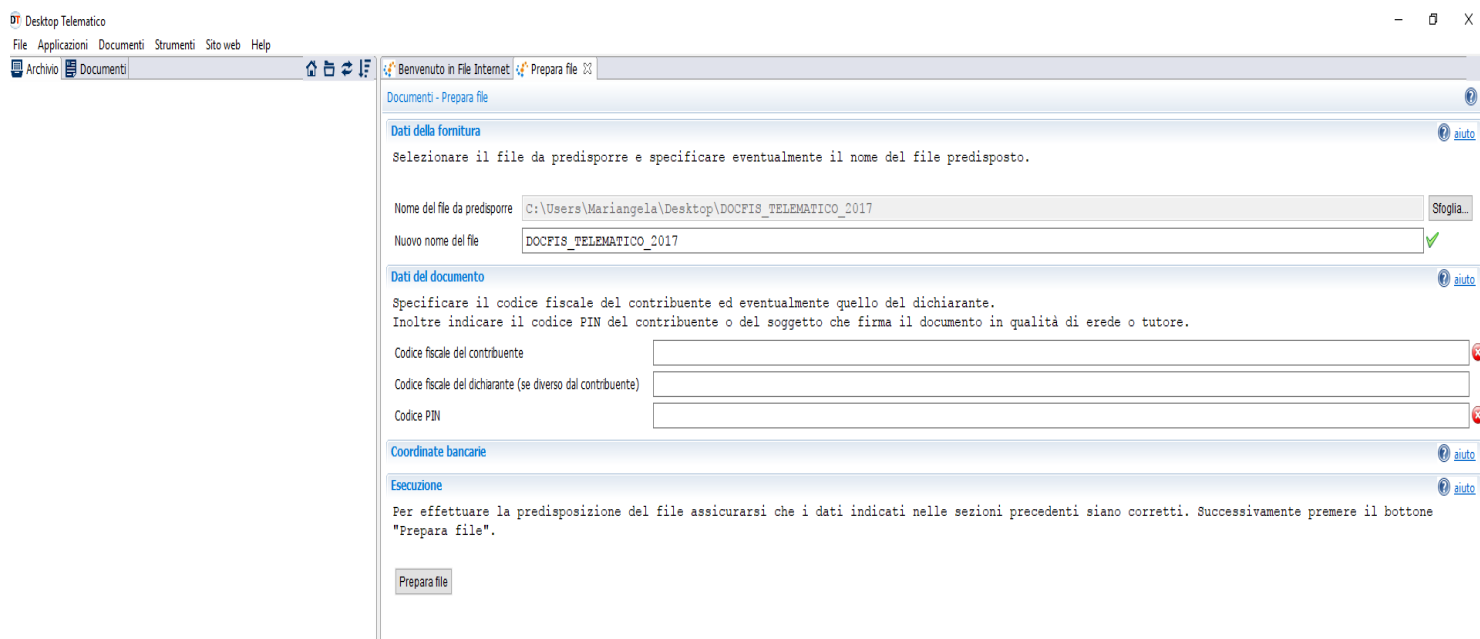 DT Desktop Telematico
File Applicazioni Documenti Strumenti Sito web Help
Archivio Documenti
Benvenuto in File Internet Prepara file
Documenti - Prepara file
Dati della fornitura aiuto
Selezionare il file da predisporre e specificare eventualmente il nome del file predisposto.
Nome del file da predisporre C:\Users\Mariangela\Desktop\DOCFIS_TELEMATICO_2017 Sfoglia...
Nuovo nome del file DOCFIS_TELEMATICO_2017
Dati del documento aiuto
Specificare il codice fiscale del contribuente ed eventualmente quello del dichiarante.
Inoltre indicare il codice PIN del contribuente o del soggetto che firma il documento in qualità di erede o tutore.
Codice fiscale del contribuente
Codice fiscale del dichiarante (se diverso dal contribuente)
Codice PIN
Coordinate bancarie aiuto
Esecuzione aiuto
Per effettuare la predisposizione del file assicurarsi che i dati indicati nelle sezioni precedenti siano corretti. Successivamente premere il bottone
"Prepara file".
Prepara file